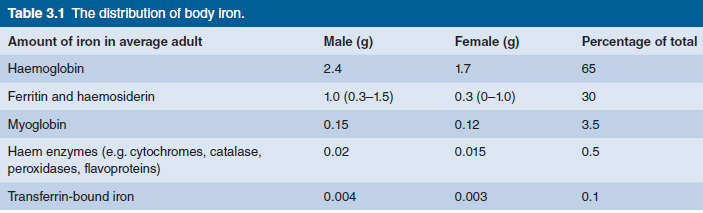 Table 3.1 The distribution of body iron.
Amount of iron in average adult Male (g) Female (g) Percentage of total
Haemoglobin 2.4 1.7 65
Ferritin and haemosiderin 1.0 (0.3–1.5) 0.3 (0–1.0) 30
Myoglobin 0.15 0.12 3.5
Haem enzymes (e.g. cytochromes, catalase, 0.02 0.015 0.5
peroxidases, flavoproteins)
Transferrin-bound iron 0.004 0.003 0.1